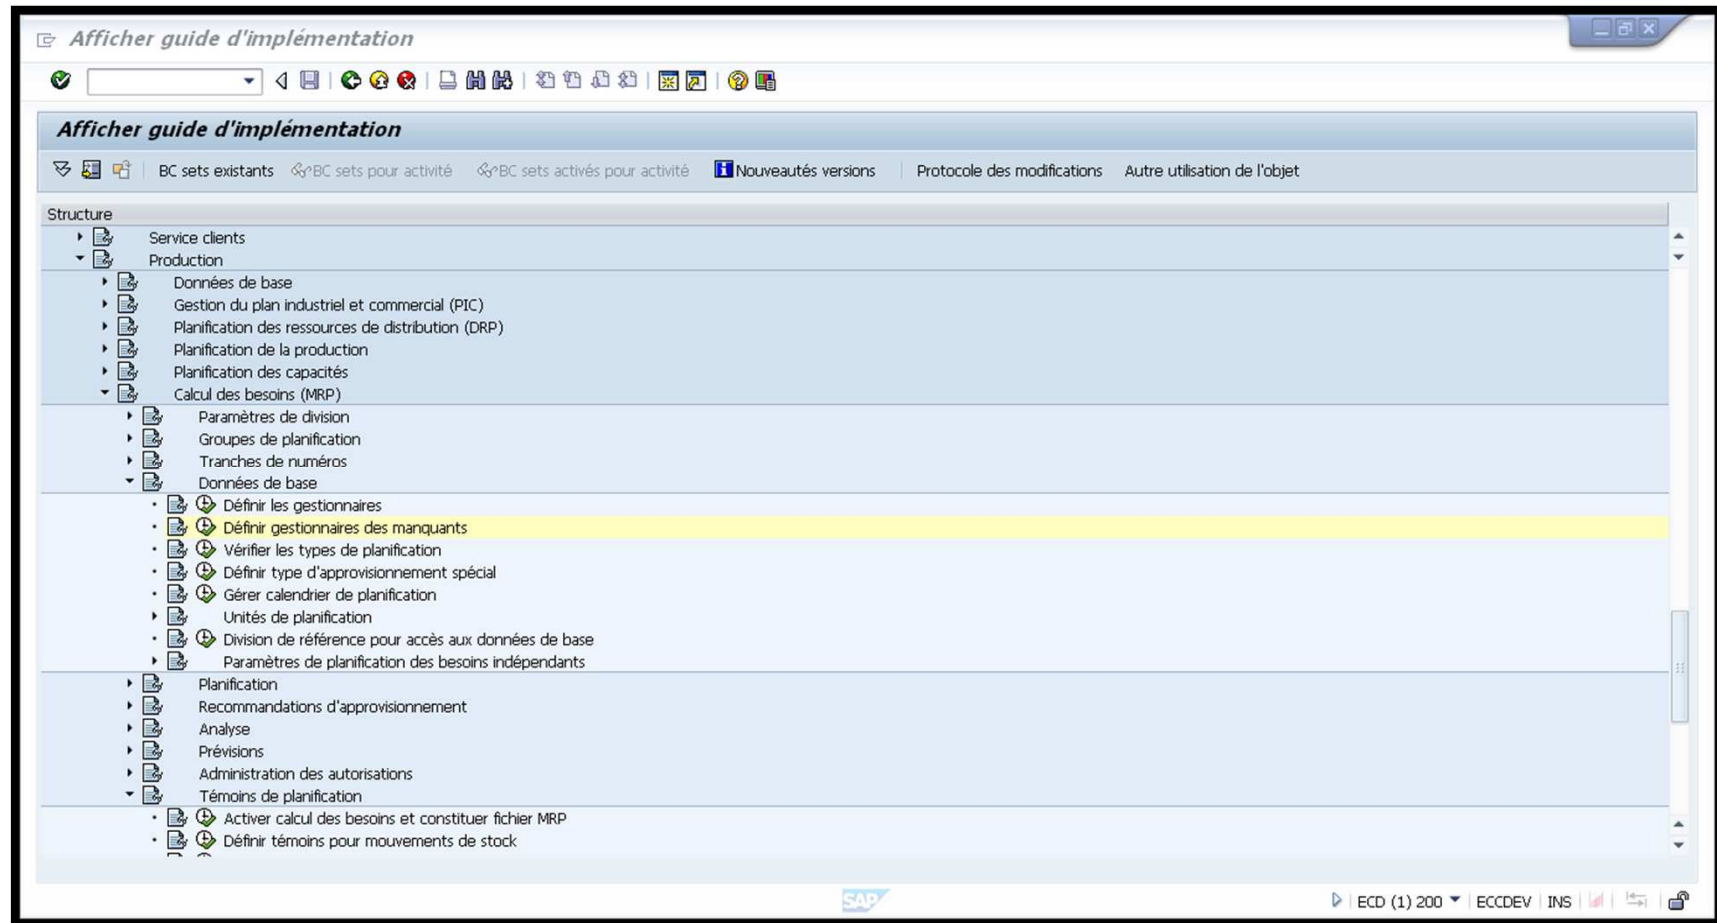 Afficher guide d'implémentation
Afficher guide d'implémentation
BC sets existants BC sets pour activité BC sets activés pour activité Nouveautés versions Protocole des modifications Autre utilisation de l'objet
Structure
Service clients
Production
Données de base
Gestion du plan industriel et commercial (PIC)
Planification des ressources de distribution (DRP)
Planification de la production
Planification des capacités
Calcul des besoins (MRP)
Paramètres de division
Groupes de planification
Tranches de numéros
Données de base
Définir les gestionnaires
Définir gestionnaires des manquants
Vérifier les types de planification
Définir type d'approvisionnement spécial
Gérer calendrier de planification
Unités de planification
Division de référence pour accès aux données de base
Paramètres de planification des besoins indépendants
Planification
Recommandations d'approvisionnement
Analyse
Prévisions
Administration des autorisations
Témoins de planification
Activer calcul des besoins et constituer fichier MRP
Définir témoins pour mouvements de stock
SAP ECD (1) 200 ECCDEV INS